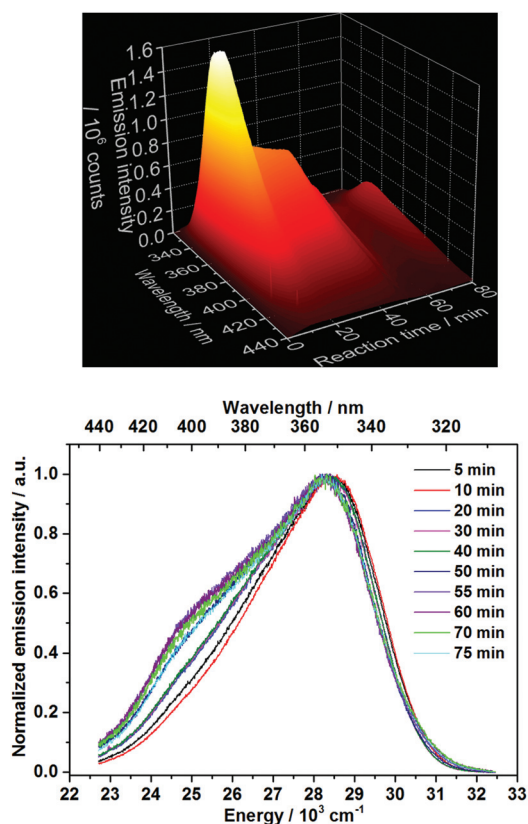 1.6
1.4
1.2
1.0
0.8
0.6
0.4
0.2
0.0
Emission intensity
/ 10⁶ counts
340
360
380
400
420
440
Wavelength / nm
0
20
40
60
80
Reaction time / min
Wavelength / nm
440 420 400 380 360 340 320
1.0
0.8
0.6
0.4
0.2
0.0
Normalized emission intensity / a.u.
5 min
10 min
20 min
30 min
40 min
50 min
55 min
60 min
70 min
75 min
22 23 24 25 26 27 28 29 30 31 32 33
Energy / 10³ cm⁻¹